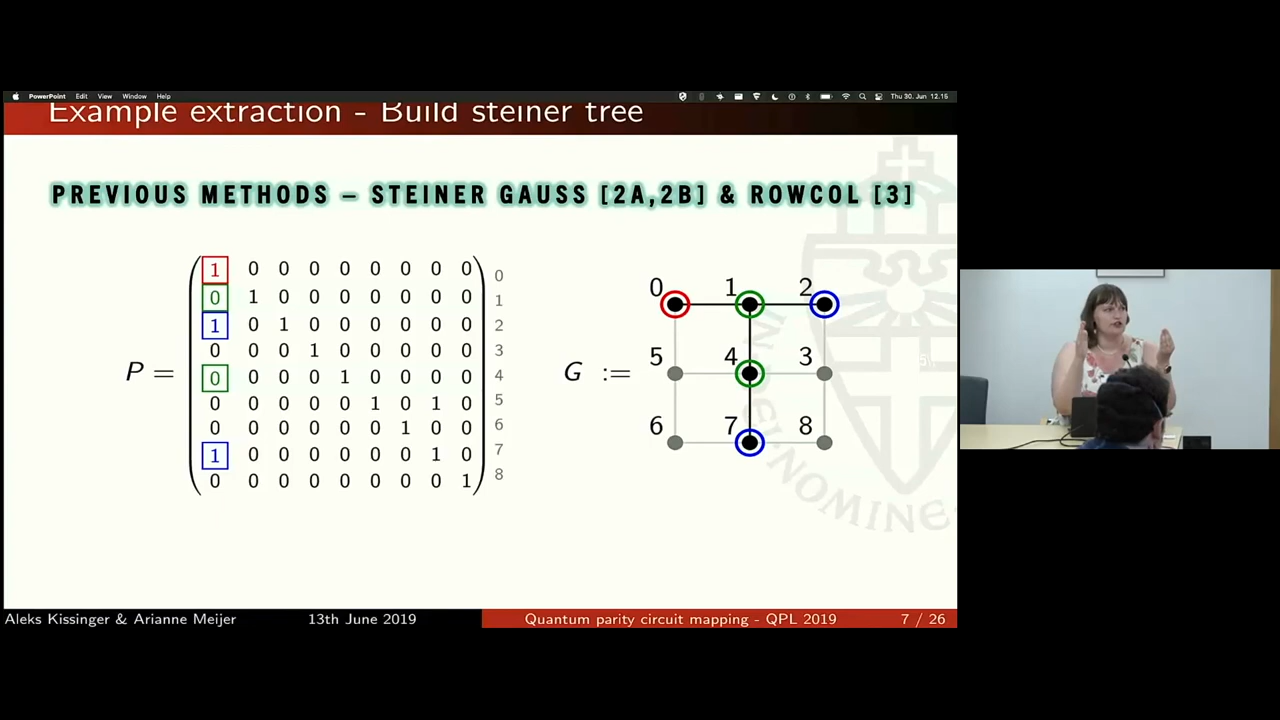 PowerPoint Edit View Window Help Thu 30. Jun 12.15
Example extraction - Build steiner tree
PREVIOUS METHODS – STEINER GAUSS [2A,2B] & ROWCOL [3]
P =
1 0 0 0 0 0 0 0 0 0
0 1 0 0 0 0 0 0 0 1
1 0 1 0 0 0 0 0 0 2
0 0 0 1 0 0 0 0 0 3
0 0 0 0 1 0 0 0 0 4
0 0 0 0 0 1 0 1 0 5
0 0 0 0 0 0 1 0 0 6
1 0 0 0 0 0 0 1 0 7
0 0 0 0 0 0 0 0 1 8
G :=
0 1 2
5 4 3
6 7 8
Aleks Kissinger & Arianne Meijer 13th June 2019 Quantum parity circuit mapping - QPL 2019 7 / 26